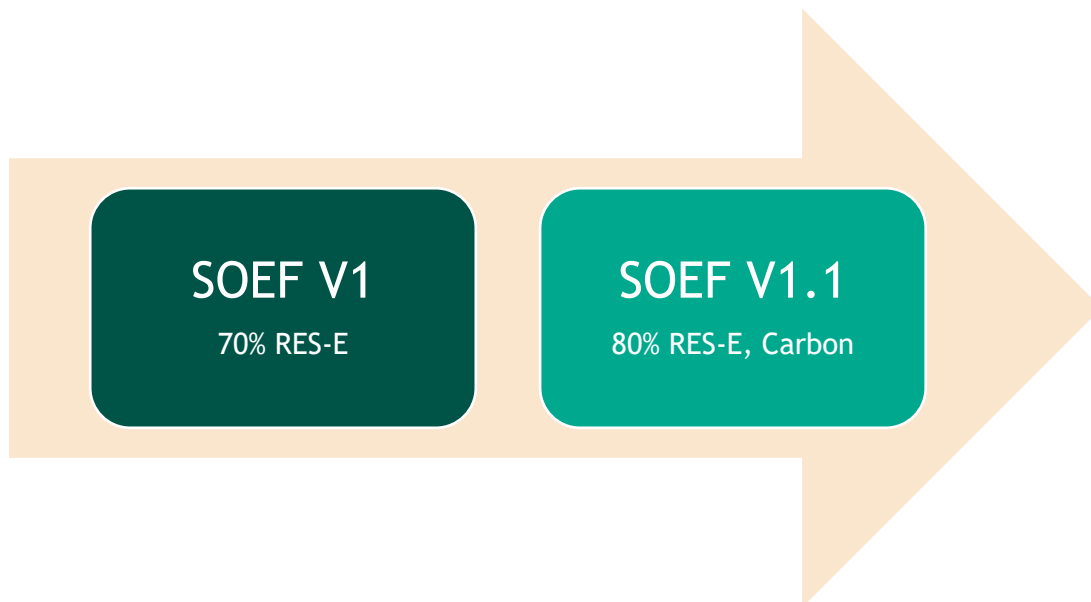 SOEF V1
70% RES-E
SOEF V1.1
80% RES-E, Carbon